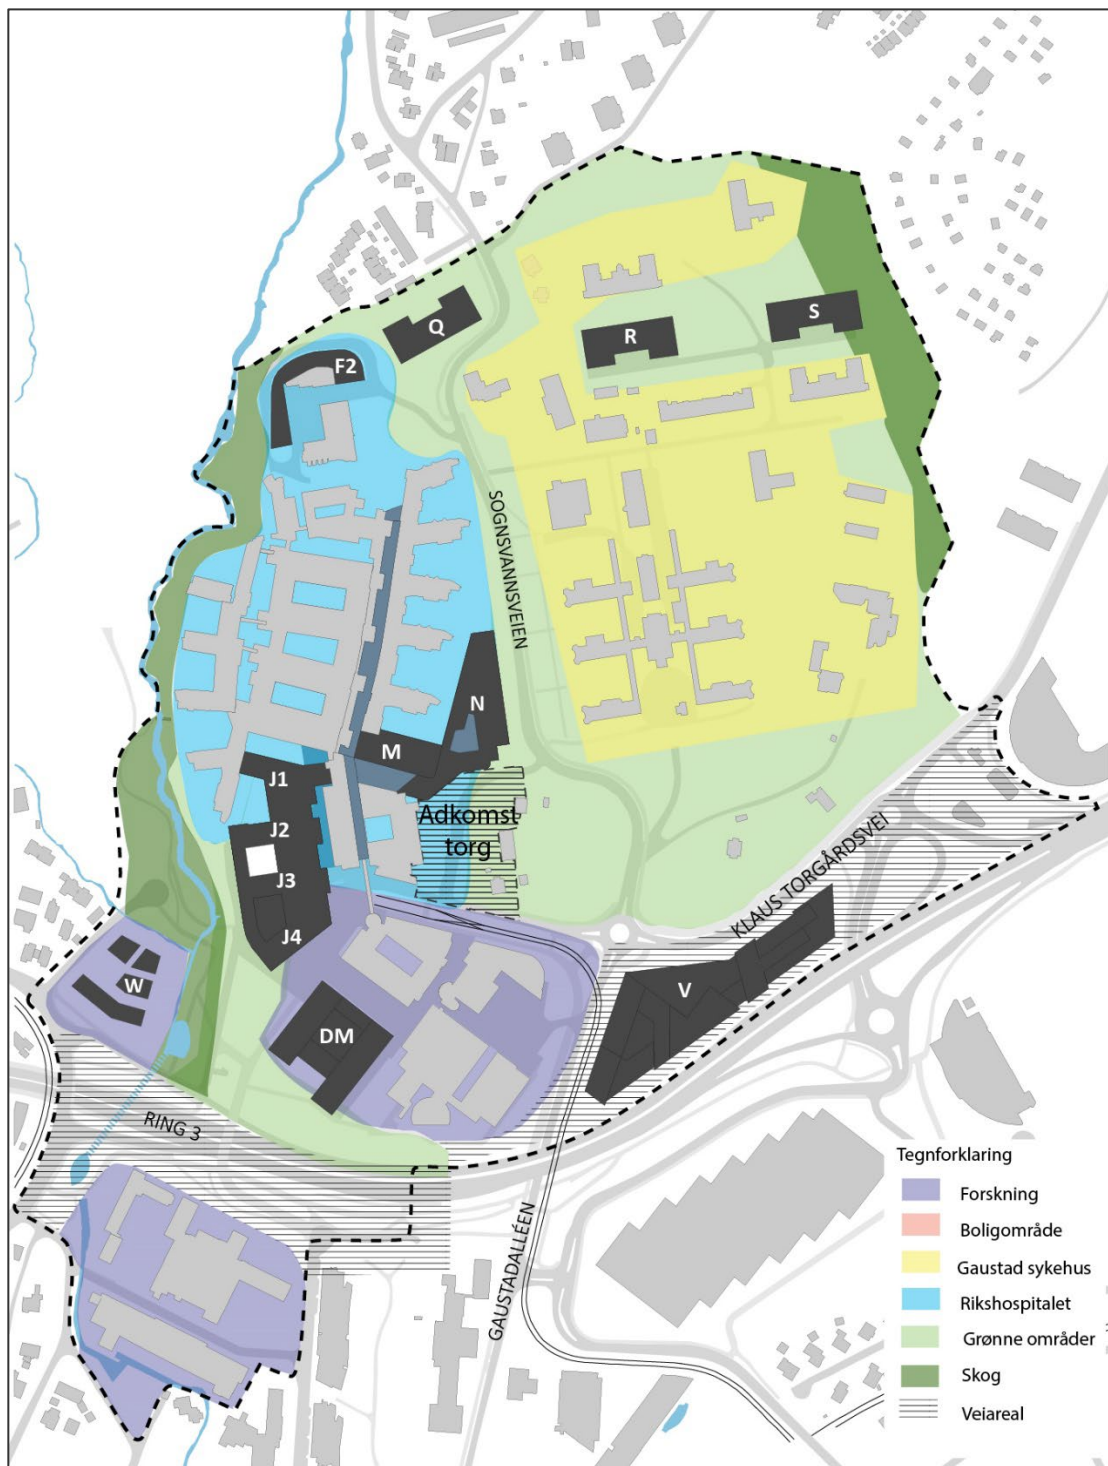 S
R
Q
F2
SOGNSVANNSVEIEN
N
M
J1
Adkomst
torg
J2
KLAUS TORGÅRDSVEI
J3
J4
W
V
DM
RING 3
GAUSTADALLÉEN
Tegnforklaring
Forskning
Boligområde
Gaustad sykehus
Rikshospitalet
Grønne områder
Skog
Veiareal